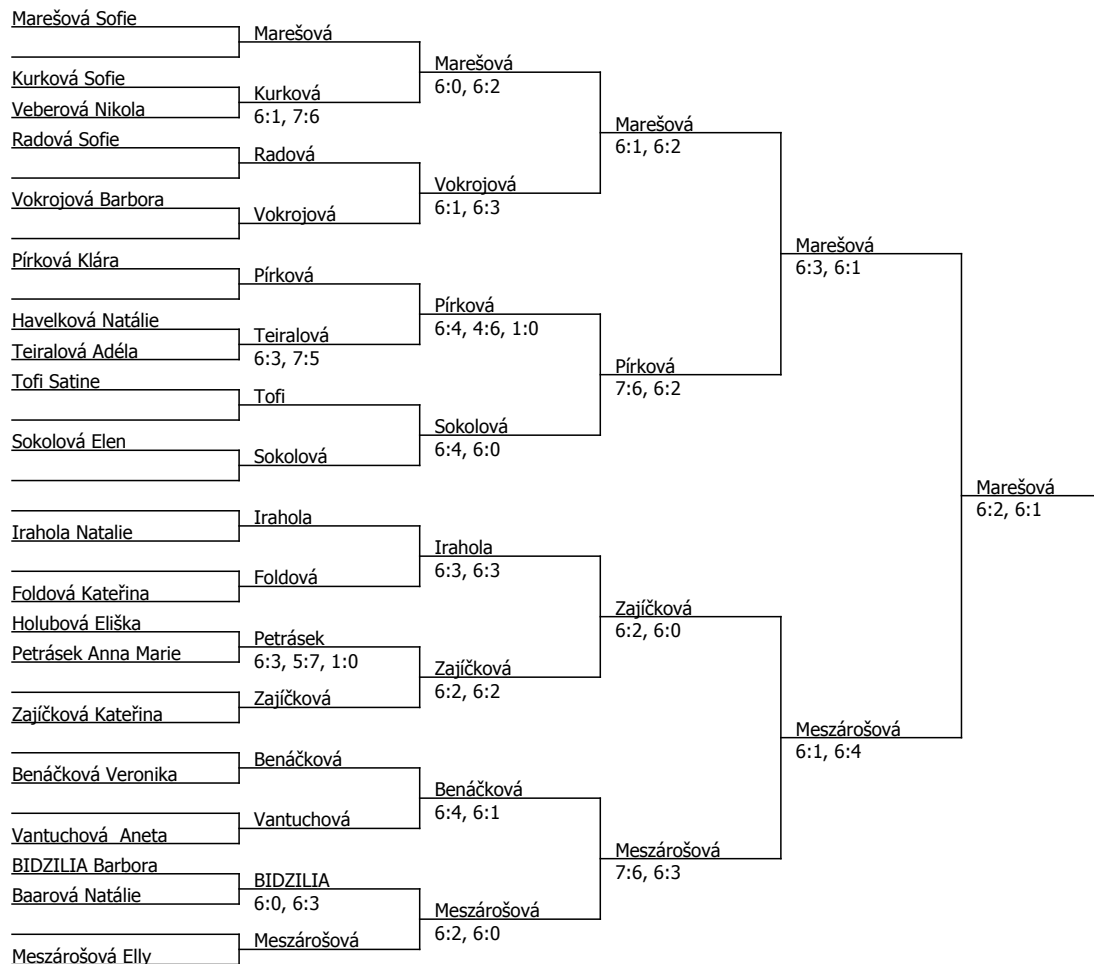 Marešová Sofie
Marešová
Marešová
6:0, 6:2
Kurková Sofie
Kurková
Veberová Nikola
6:1, 7:6
Marešová
6:1, 6:2
Radová Sofie
Radová
Vokrojová
6:1, 6:3
Vokrojová Barbora
Vokrojová
Marešová
6:3, 6:1
Pírková Klára
Pírková
Pírková
6:4, 4:6, 1:0
Havelková Natálie
Teiralová
Teiralová Adéla
6:3, 7:5
Pírková
7:6, 6:2
Tofi Satine
Tofi
Sokolová
6:4, 6:0
Sokolová Elen
Sokolová
Marešová
6:2, 6:1
Irahola
Irahola Natalie
Irahola
6:3, 6:3
Foldová
Foldová Kateřina
Zajíčková
6:2, 6:0
Holubová Eliška
Petrásek
Petrásek Anna Marie
6:3, 5:7, 1:0
Zajíčková
6:2, 6:2
Zajíčková
Zajíčková Kateřina
Meszárošová
6:1, 6:4
Benáčková
Benáčková Veronika
Benáčková
6:4, 6:1
Vantuchová
Vantuchová  Aneta
Meszárošová
7:6, 6:3
BIDZILIA Barbora
BIDZILIA
Baarová Natálie
6:0, 6:3
Meszárošová
6:2, 6:0
Meszárošová
Meszárošová Elly